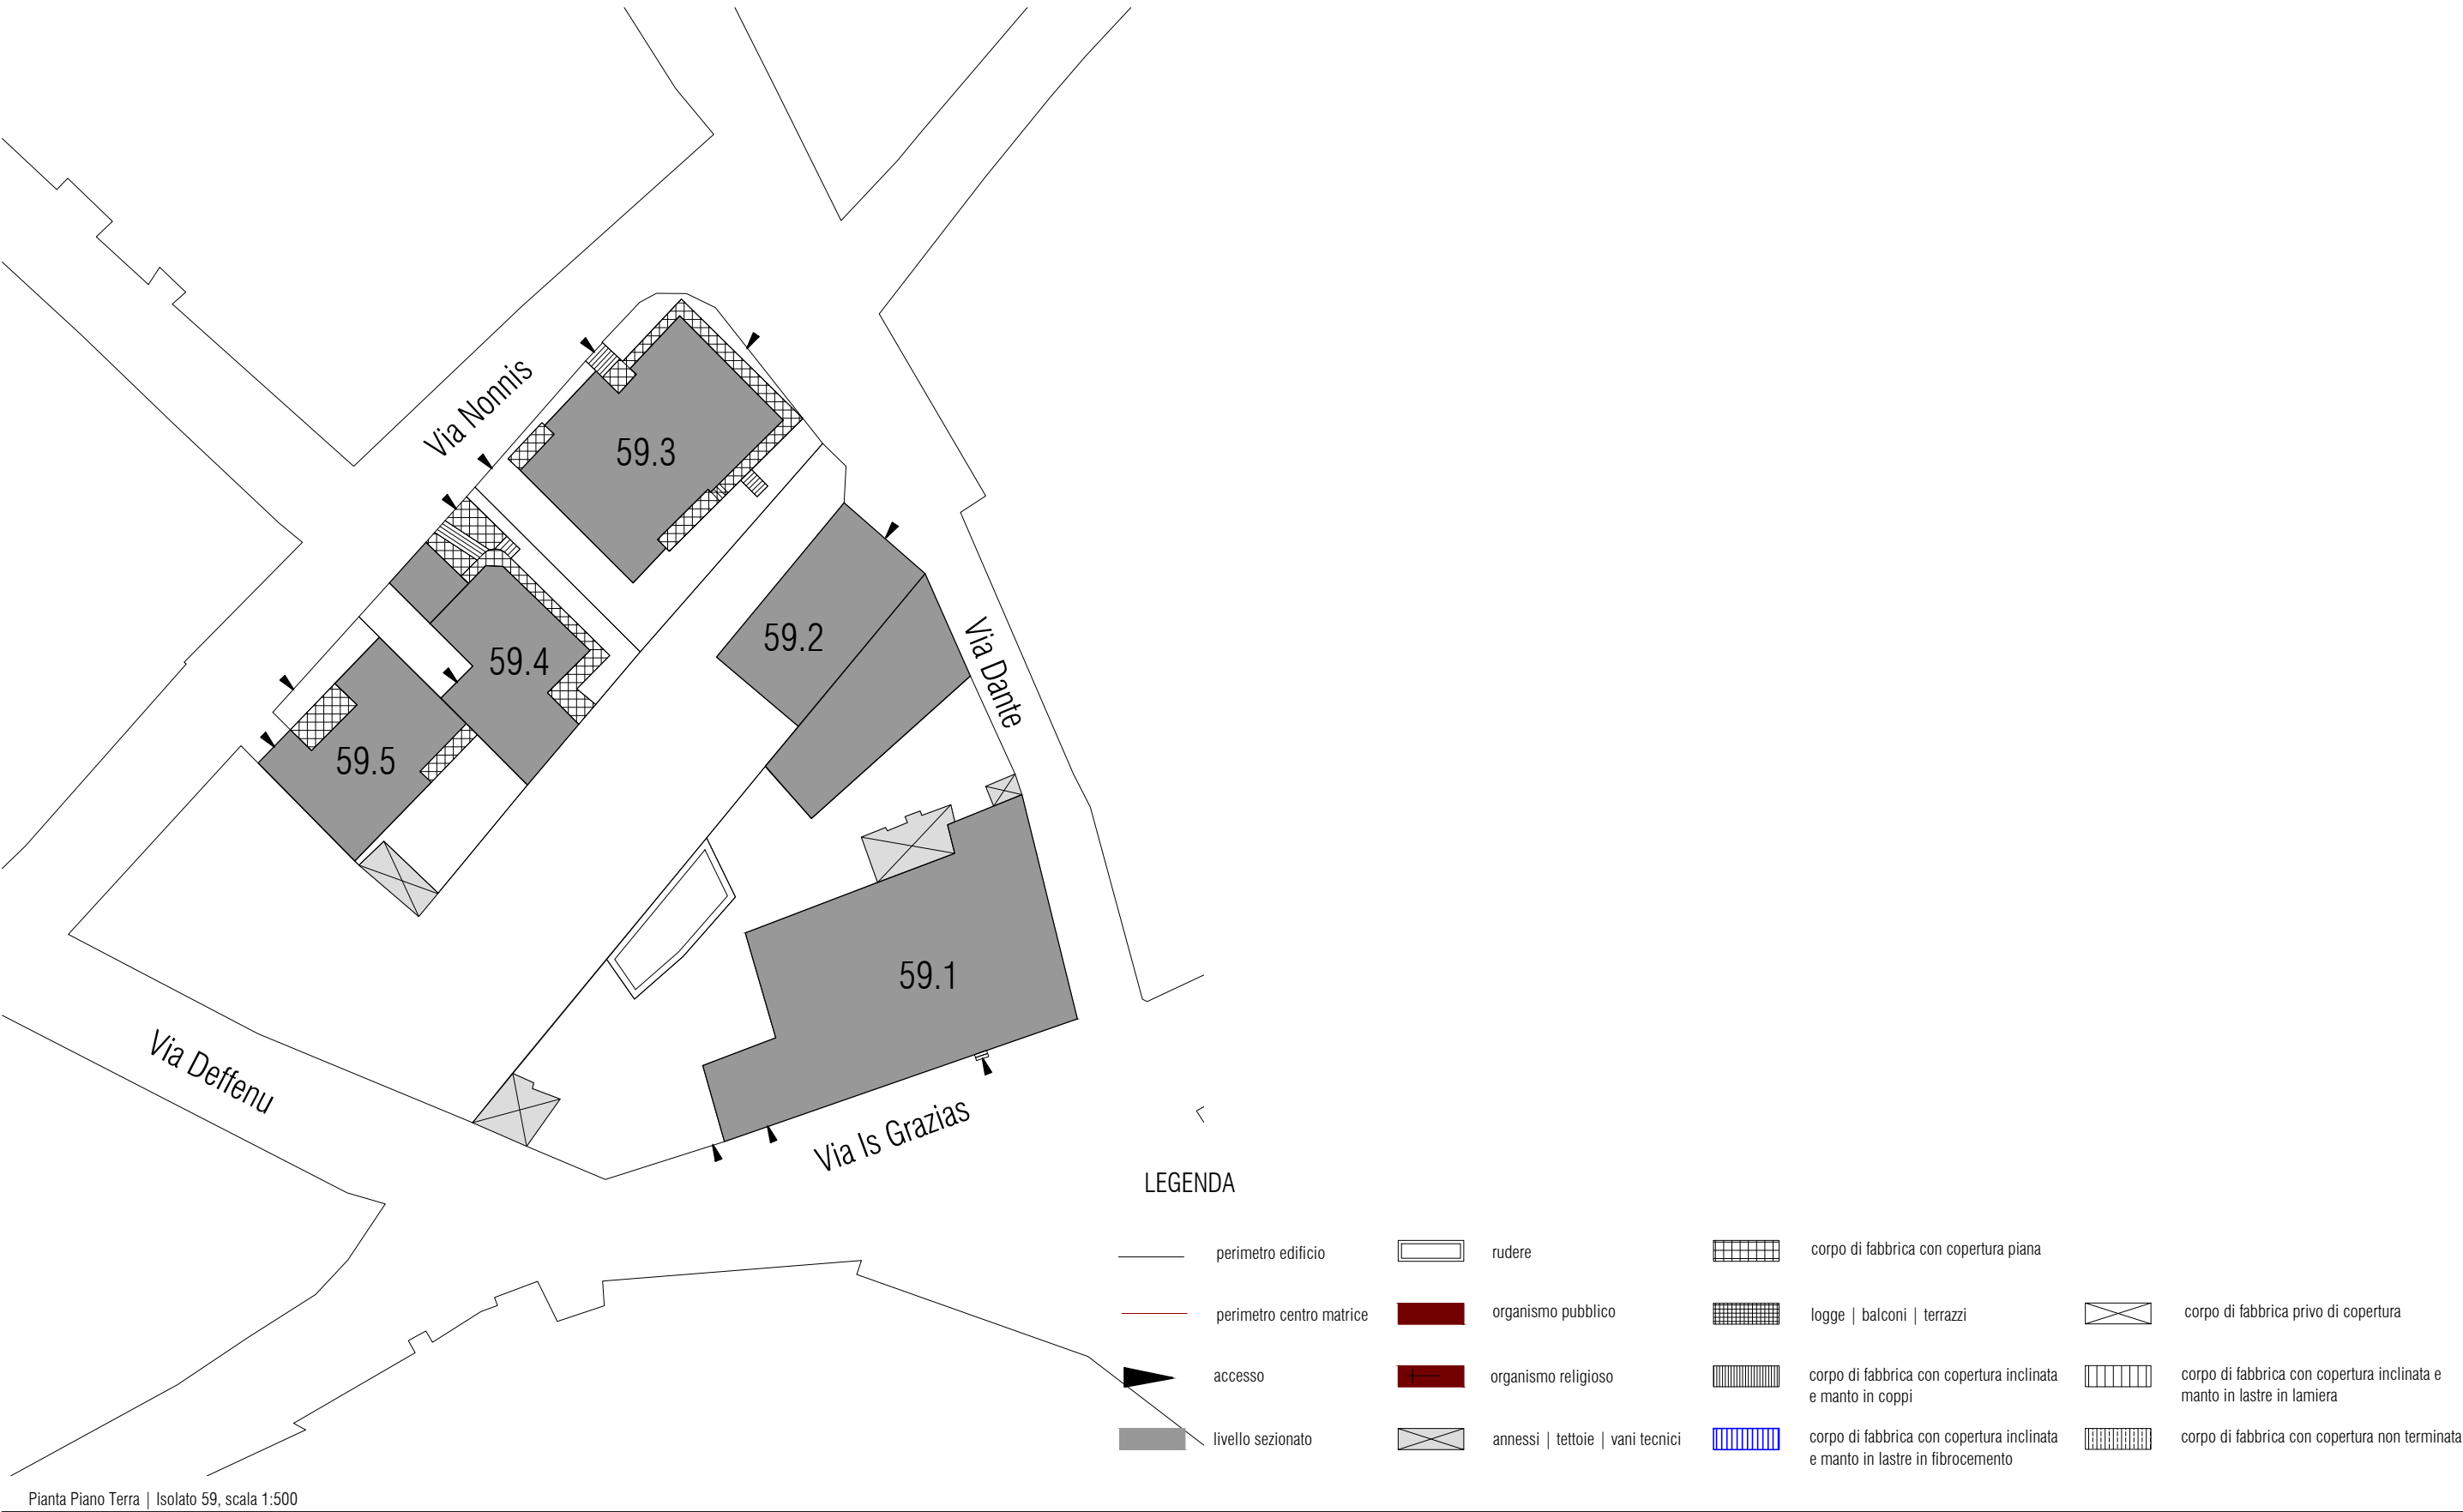 Via Nonnis
59.3
59.2
59.4
Via Dante
59.5
59.1
Via Deffenu
Via Is Grazias
LEGENDA
perimetro edificio
perimetro centro matrice
accesso
livello sezionato
rudere
organismo pubblico
organismo religioso
annessi | tettoie | vani tecnici
corpo di fabbrica con copertura piana
logge | balconi | terrazzi
corpo di fabbrica con copertura inclinata
e manto in coppi
corpo di fabbrica con copertura inclinata
e manto in lastre in fibrocemento
corpo di fabbrica privo di copertura
corpo di fabbrica con copertura inclinata e
manto in lastre in lamiera
corpo di fabbrica con copertura non terminata
Pianta Piano Terra | Isolato 59, scala 1:500